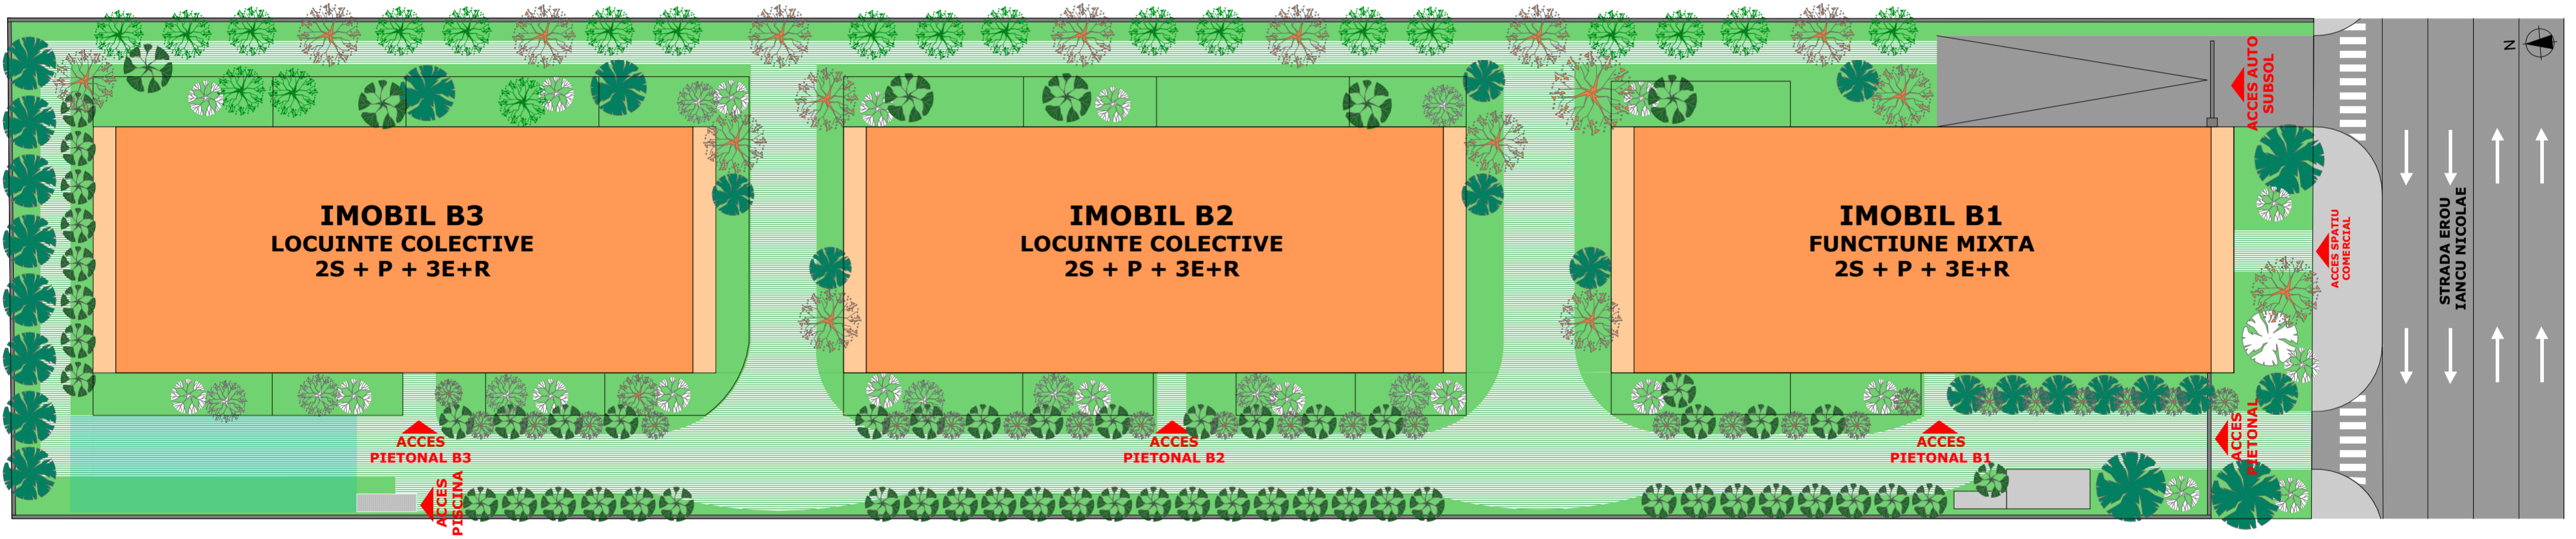 IMOBIL B3
LOCUINTE COLECTIVE
2S + P + 3E+R
IMOBIL B2
LOCUINTE COLECTIVE
2S + P + 3E+R
IMOBIL B1
FUNCTIUNE MIXTA
2S + P + 3E+R
ACCES AUTO
SUBSOL
N
ACCES SPATIU
COMERCIAL
STRADA EROU
IANCU NICOLAE
ACCES
PIETONAL B3
ACCES
PISCINA
ACCES
PIETONAL B2
ACCES
PIETONAL B1
ACCES
PIETONAL